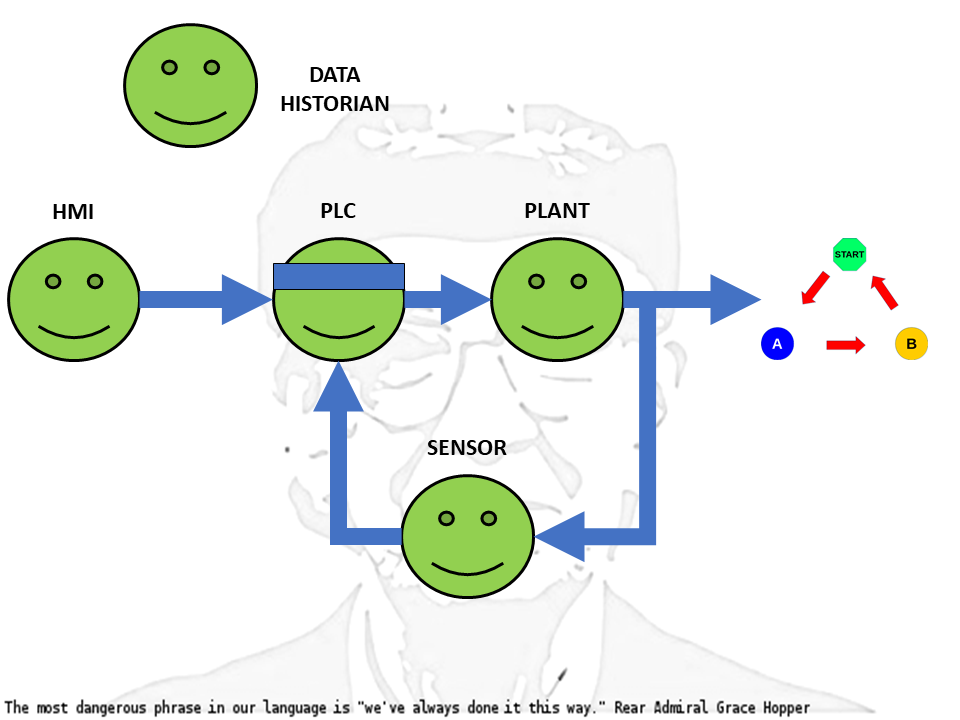 DATA
HISTORIAN
HMI
PLC
PLANT
START
A
B
SENSOR
The most dangerous phrase in our language is "we've always done it this way." Rear Admiral Grace Hopper